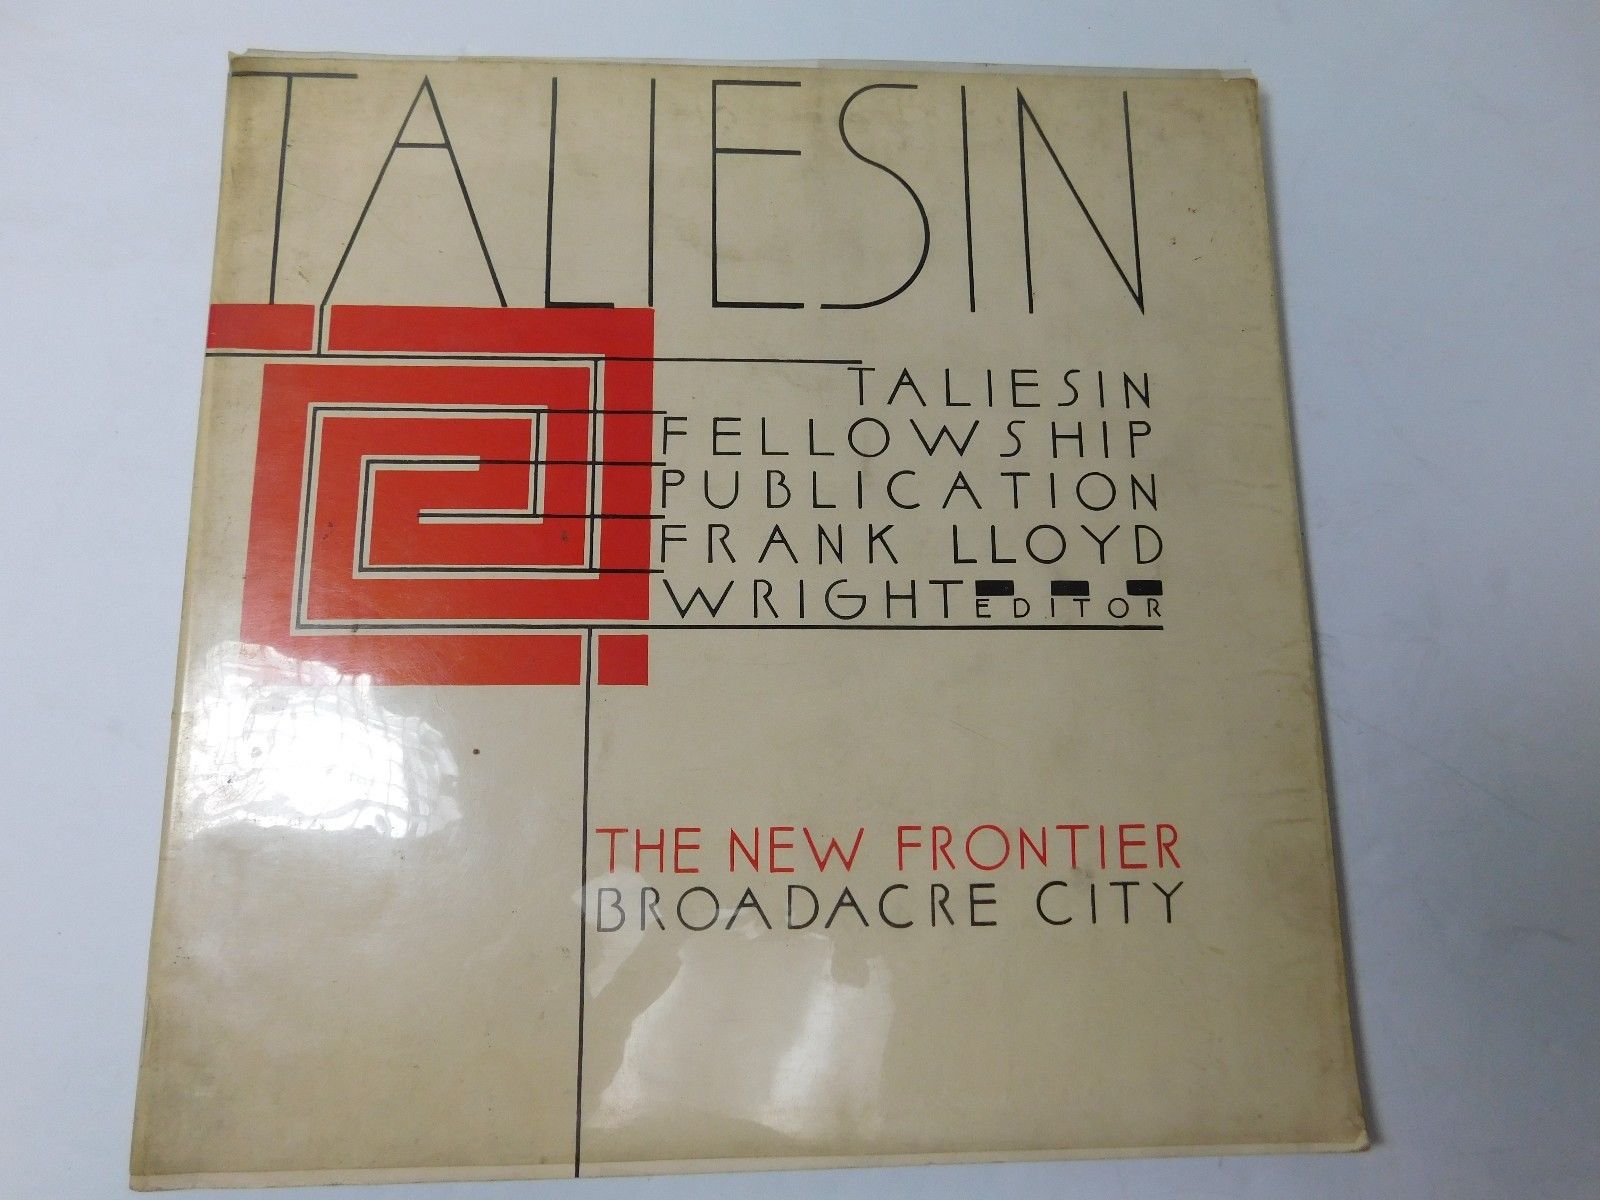 TALIESIN
TALIESIN
FELLOWSHIP
PUBLICATION
FRANK LLOYD
WRIGHT EDITOR
THE NEW FRONTIER
BROADACRE CITY